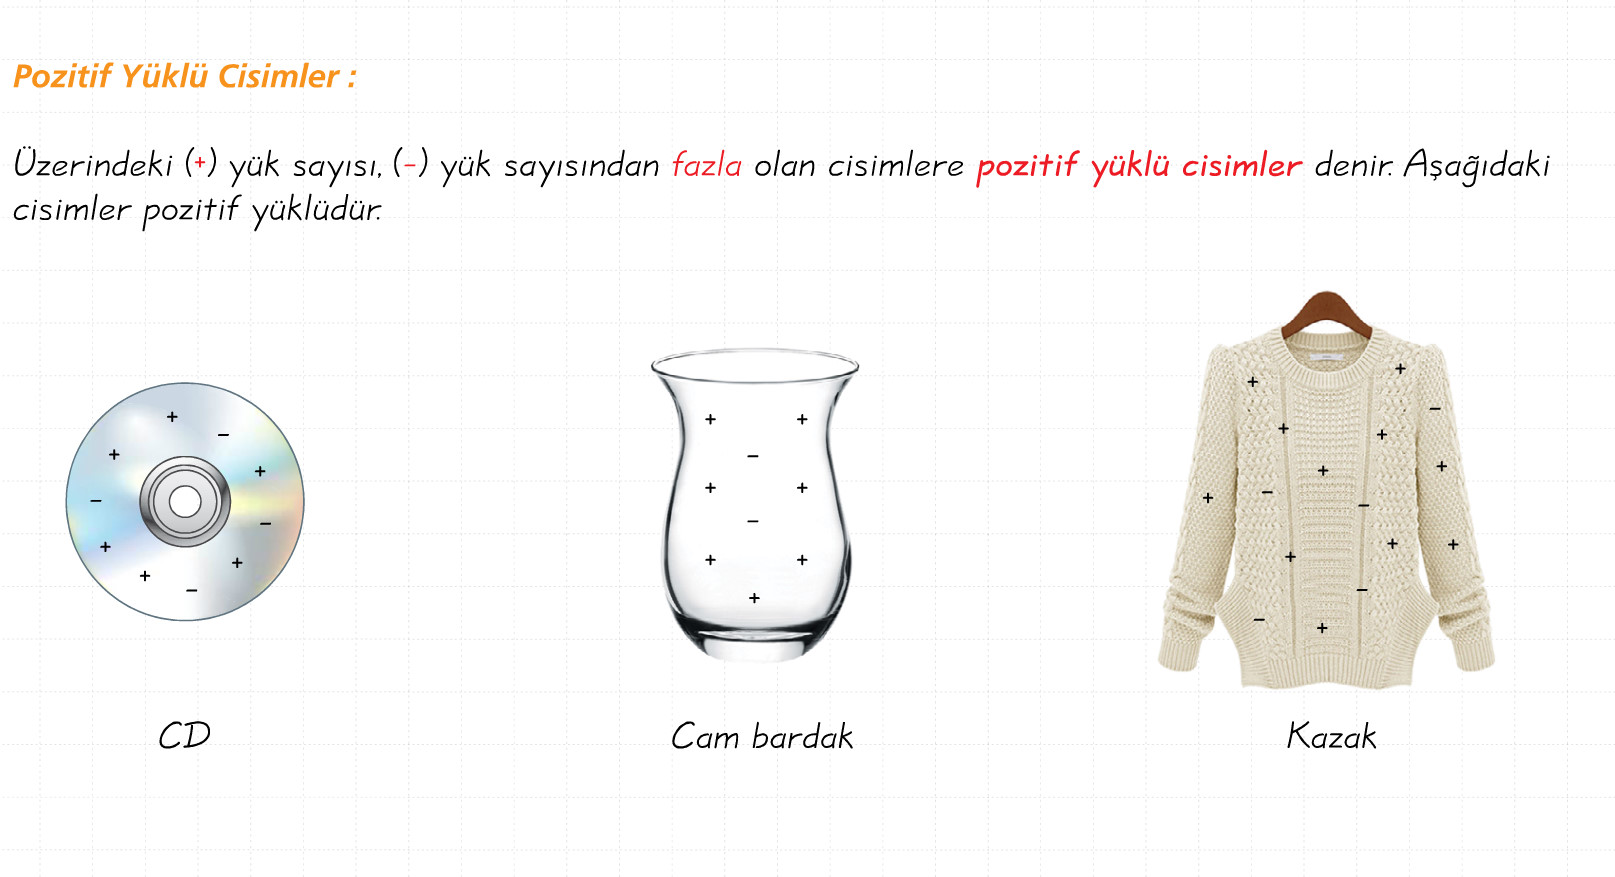 Pozitif Yüklü Cisimler :
Üzerindeki (+) yük sayısı, (-) yük sayısından fazla olan cisimlere pozitif yüklü cisimler denir. Aşağıdaki
cisimler pozitif yüklüdür.
CD
Cam bardak
Kazak